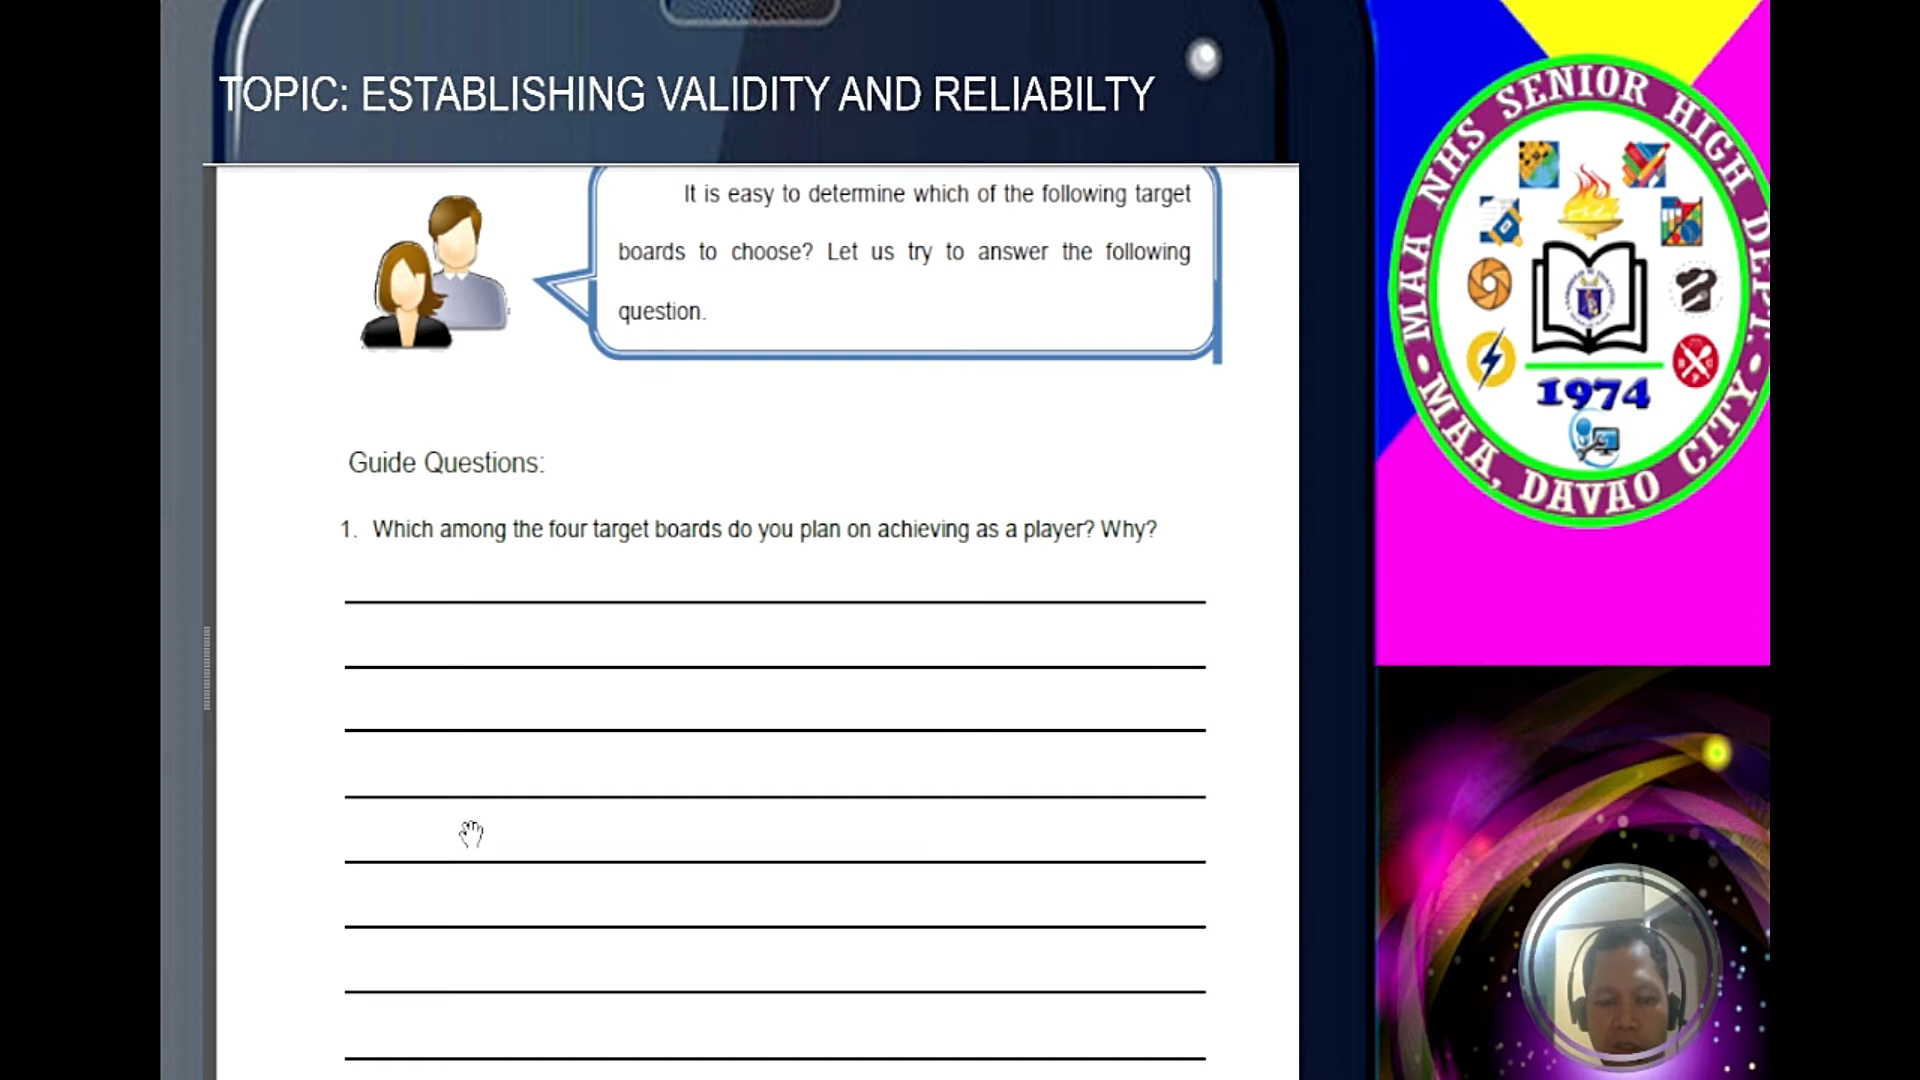 TOPIC: ESTABLISHING VALIDITY AND RELIABILTY
It is easy to determine which of the following target
boards to choose? Let us try to answer the following
question.
Guide Questions:
1. Which among the four target boards do you plan on achieving as a player? Why?
MAA NHS SENIOR HIGH DEPT.
1974
MAA, DAVAO CITY